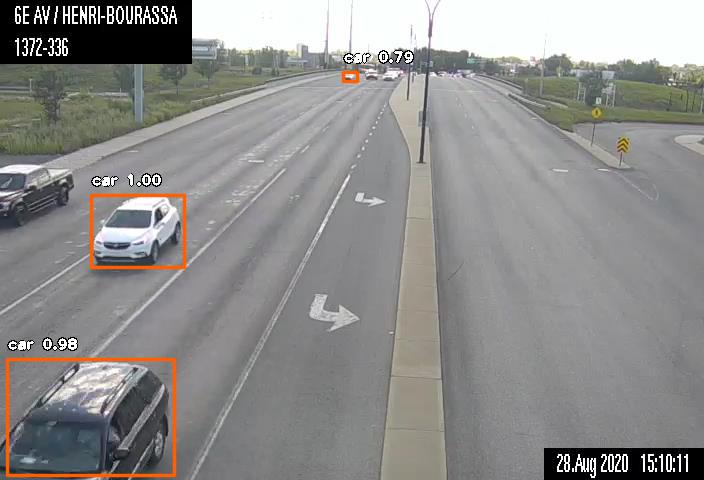 6E AV / HENRI-BOURASSA
1372-336
car 0.79
car 1.00
car 0.98
28.Aug 2020 15:10:11